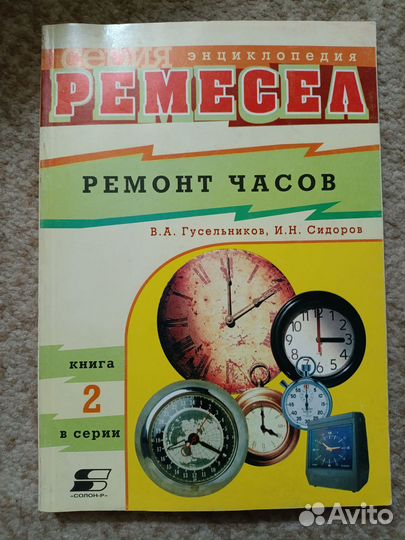 серия
энциклопедия
РЕМЕСЕЛ
РЕМОНТ ЧАСОВ
В.А. Гусельников, И.Н. Сидоров
книга
2
в серии
«СОЛОН-Р»
Avito